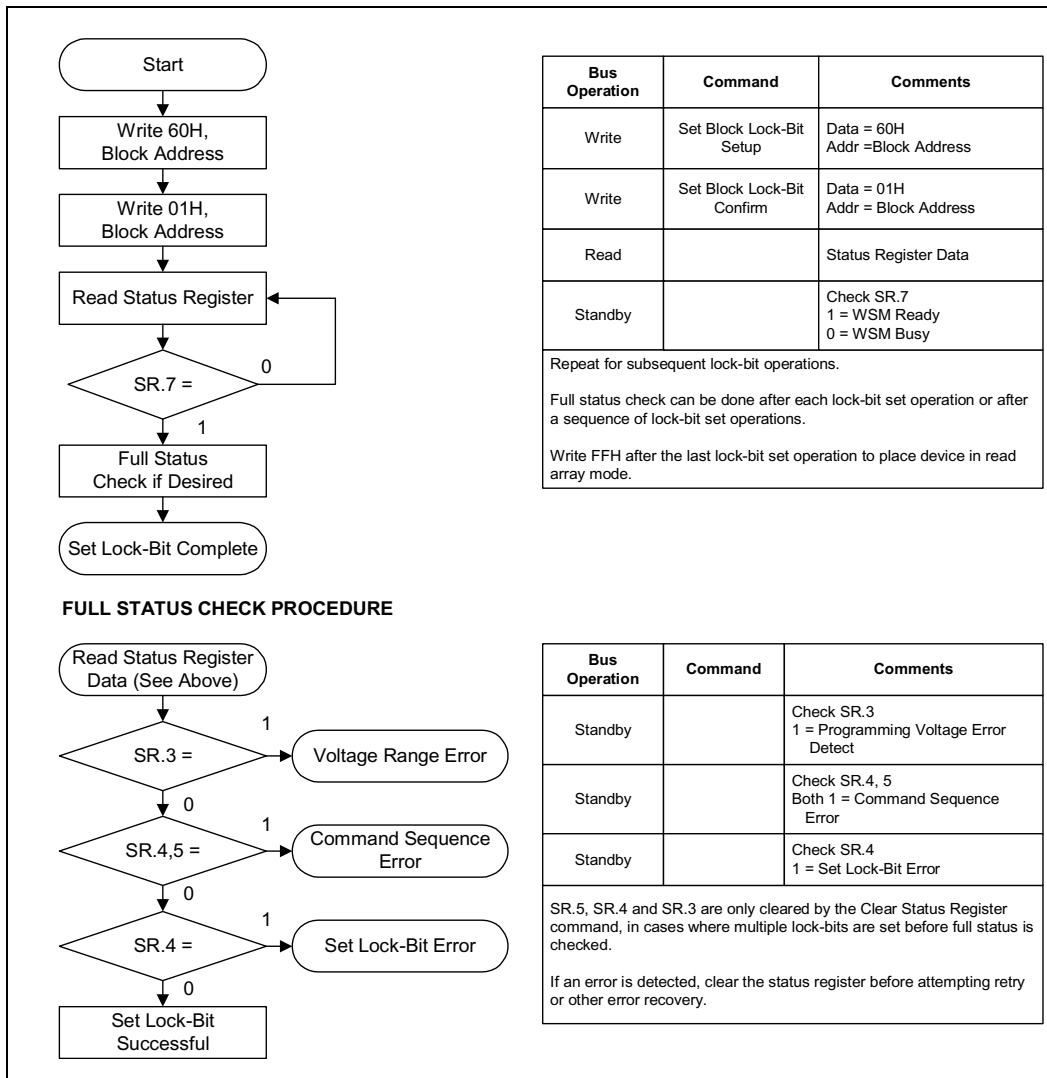 Start
Write 60H,
Block Address
Write 01H,
Block Address
Read Status Register
SR.7 =
0
1
Full Status
Check if Desired
Set Lock-Bit Complete
Bus
Operation
Command
Comments
Write
Set Block Lock-Bit
Setup
Data = 60H
Addr =Block Address
Write
Set Block Lock-Bit
Confirm
Data = 01H
Addr = Block Address
Read
Status Register Data
Standby
Check SR.7
1 = WSM Ready
0 = WSM Busy
Repeat for subsequent lock-bit operations.
Full status check can be done after each lock-bit set operation or after
a sequence of lock-bit set operations.
Write FFH after the last lock-bit set operation to place device in read
array mode.
FULL STATUS CHECK PROCEDURE
Read Status Register
Data (See Above)
SR.3 =
1
Voltage Range Error
0
SR.4,5 =
1
Command Sequence
Error
0
SR.4 =
1
Set Lock-Bit Error
0
Set Lock-Bit
Successful
Bus
Operation
Command
Comments
Standby
Check SR.3
1 = Programming Voltage Error
Detect
Standby
Check SR.4, 5
Both 1 = Command Sequence
Error
Standby
Check SR.4
1 = Set Lock-Bit Error
SR.5, SR.4 and SR.3 are only cleared by the Clear Status Register
command, in cases where multiple lock-bits are set before full status is
checked.
If an error is detected, clear the status register before attempting retry
or other error recovery.